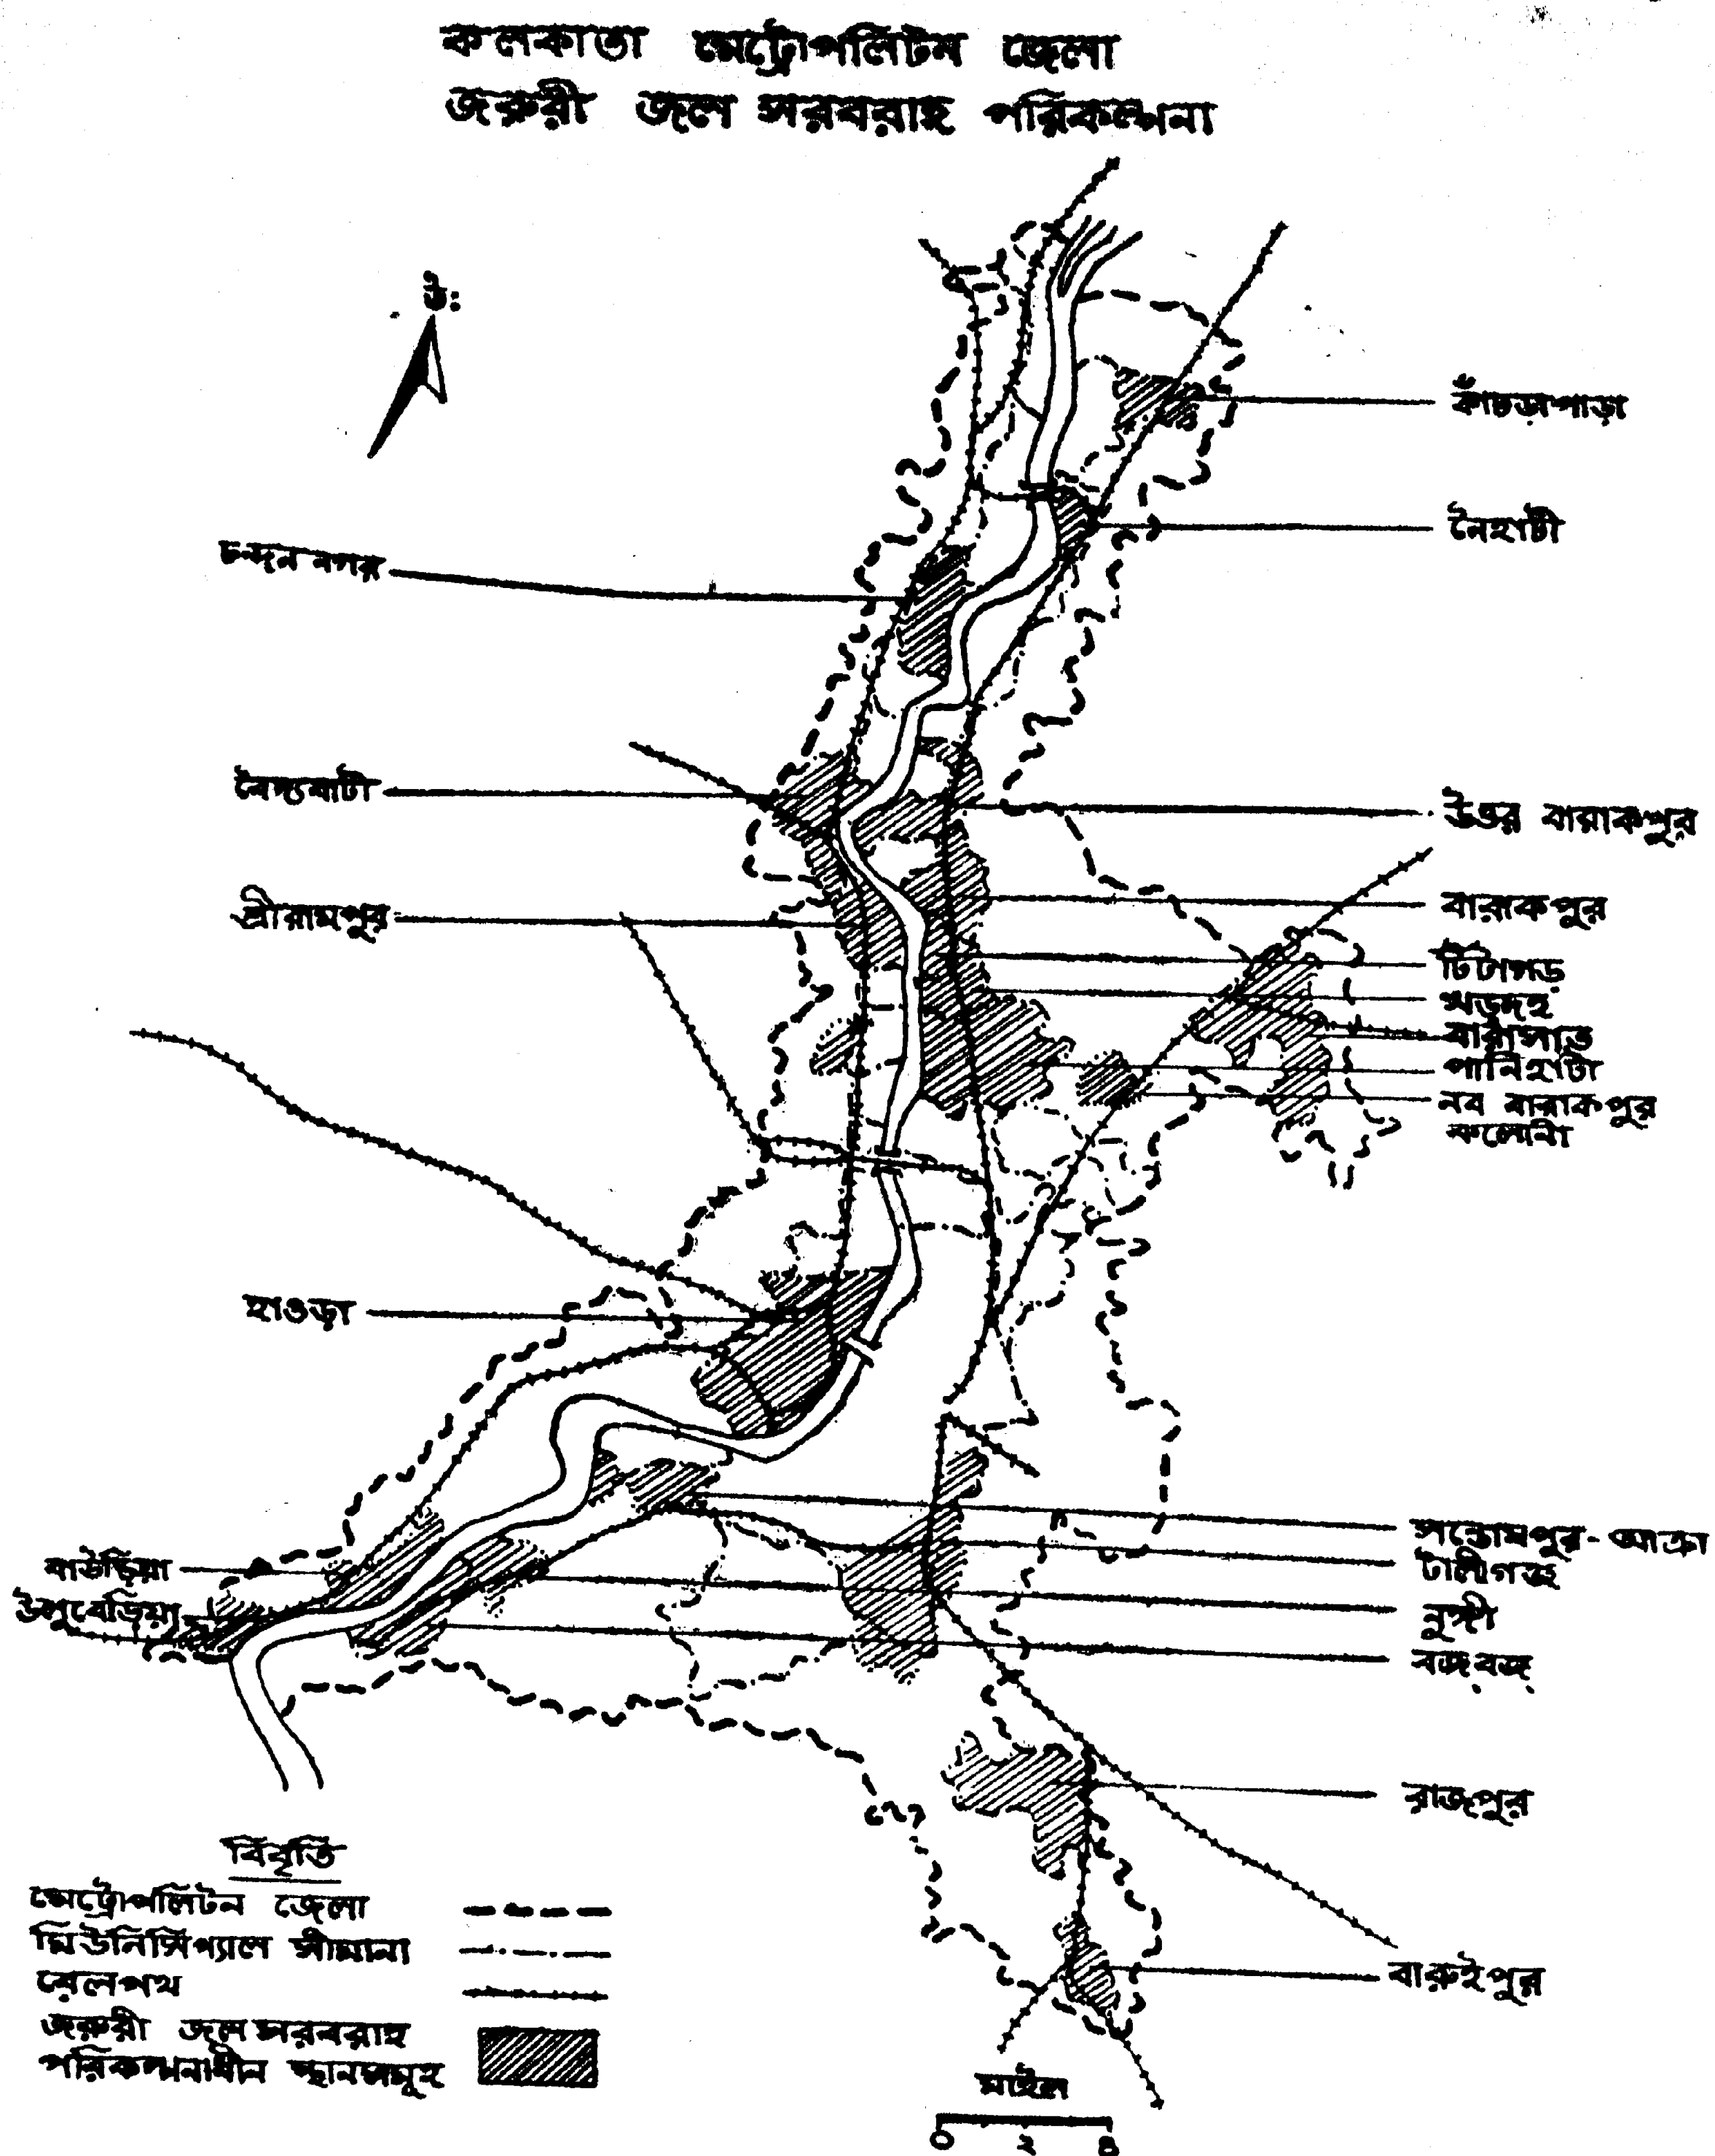 কলকাতা মেট্রোপলিটন জেলা
জরুরী জল সরবরাহ পরিকল্পনা
উঃ
কাঁচড়াপাড়া
নৈহাটী
চন্দন নগর
বৈদ্যবাটী
উত্তর বারাকপুর
শ্রীরামপুর
বারাকপুর
টিটাগড়
খড়দহ
বারাসাত
পানিহাটী
নব বারাকপুর
কলোনী
হাওড়া
সন্তোষপুর-আক্রা
টালীগঞ্জ
বাউড়িয়া
উলুবেড়িয়া
নুঙ্গী
বজ্‌বজ্‌
রাজপুর
বারুইপুর
বিবৃতি
মেট্রোপলিটন জেলা
মিউনিসিপ্যাল সীমানা
রেলপথ
জরুরী জল সরবরাহ
পরিকল্পনাধীন স্থানসমূহ
মাইল
০ ২ ৪